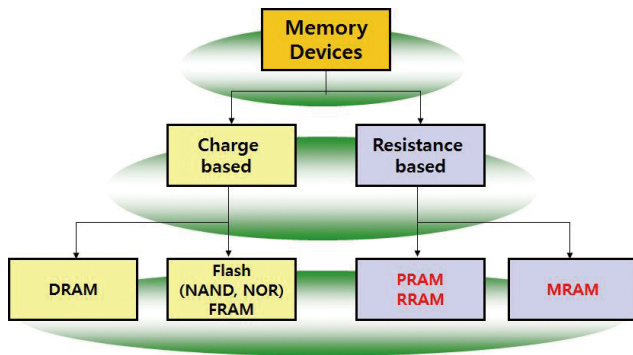 Memory
Devices
Charge
based
Resistance
based
DRAM
Flash
(NAND, NOR)
FRAM
PRAM
RRAM
MRAM